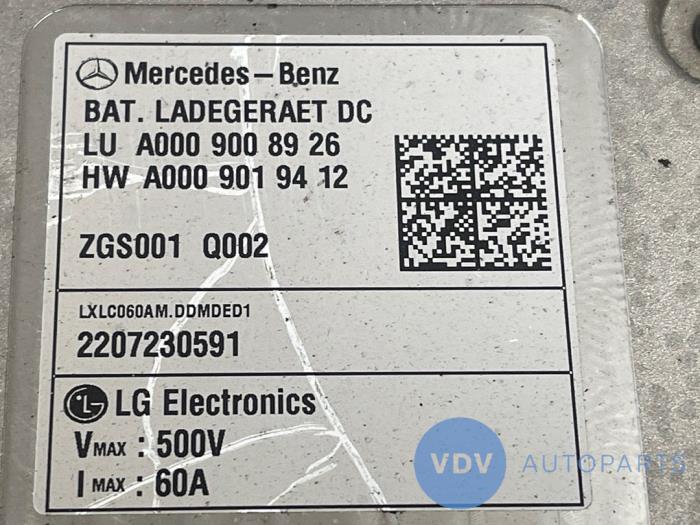 Mercedes-Benz
BAT. LADEGERAET DC
LU A000 900 89 26
HW A000 901 94 12
ZGS001 Q002
LXLC060AM.DDMDED1
2207230591
LG Electronics
VMAX : 500V
IMAX : 60A
VDV AUTOPARTS